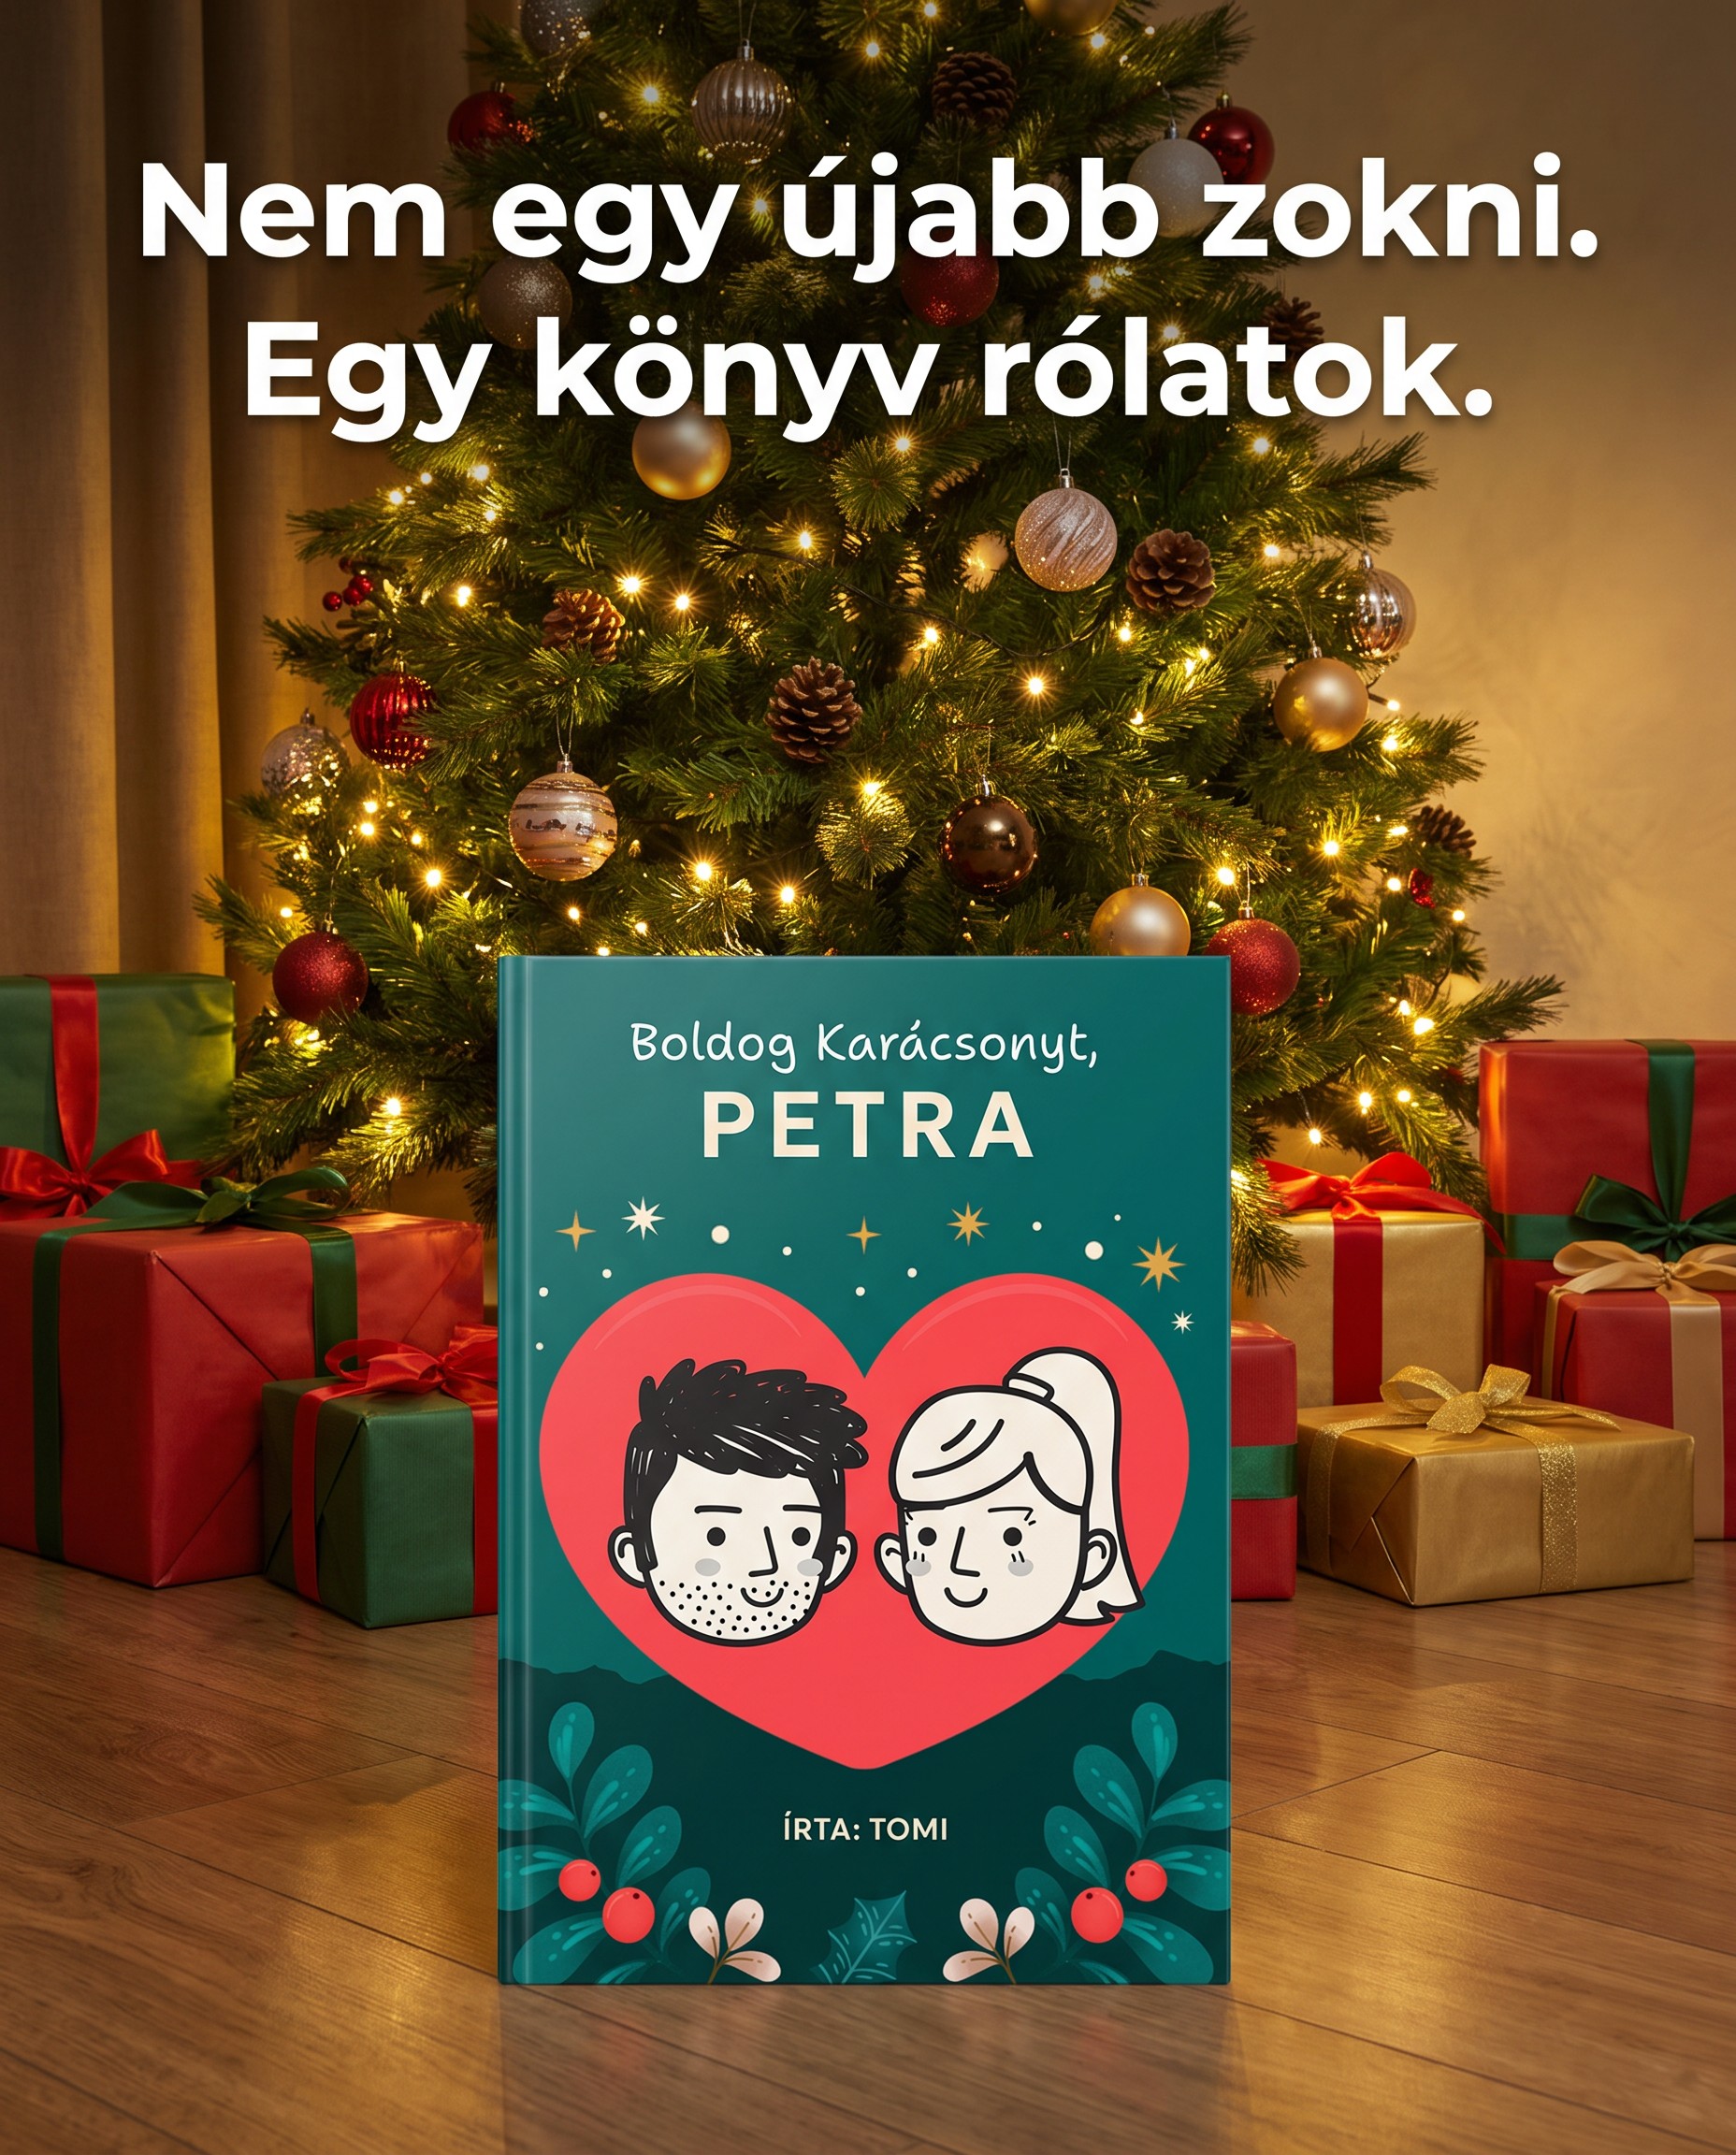 Nem egy újabb zokni.
Egy könyv rólatok.
Boldog Karácsonyt,
PETRA
ÍRTA: TOMI